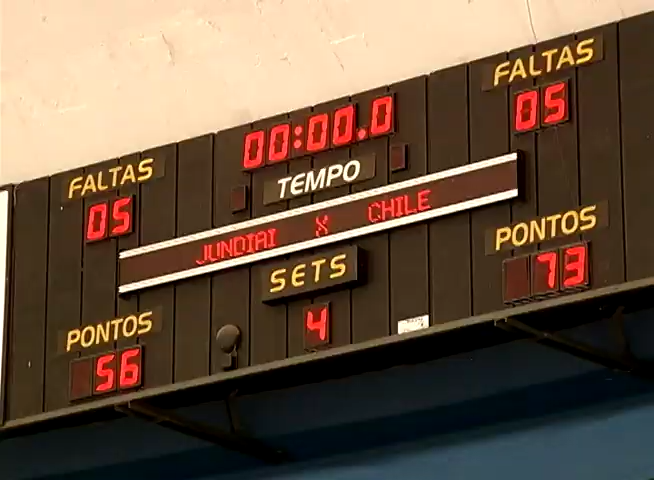 FALTAS
05
00:00.0
TEMPO
FALTAS
05
JUNDIAI X CHILE
PONTOS
56
SETS
4
PONTOS
73